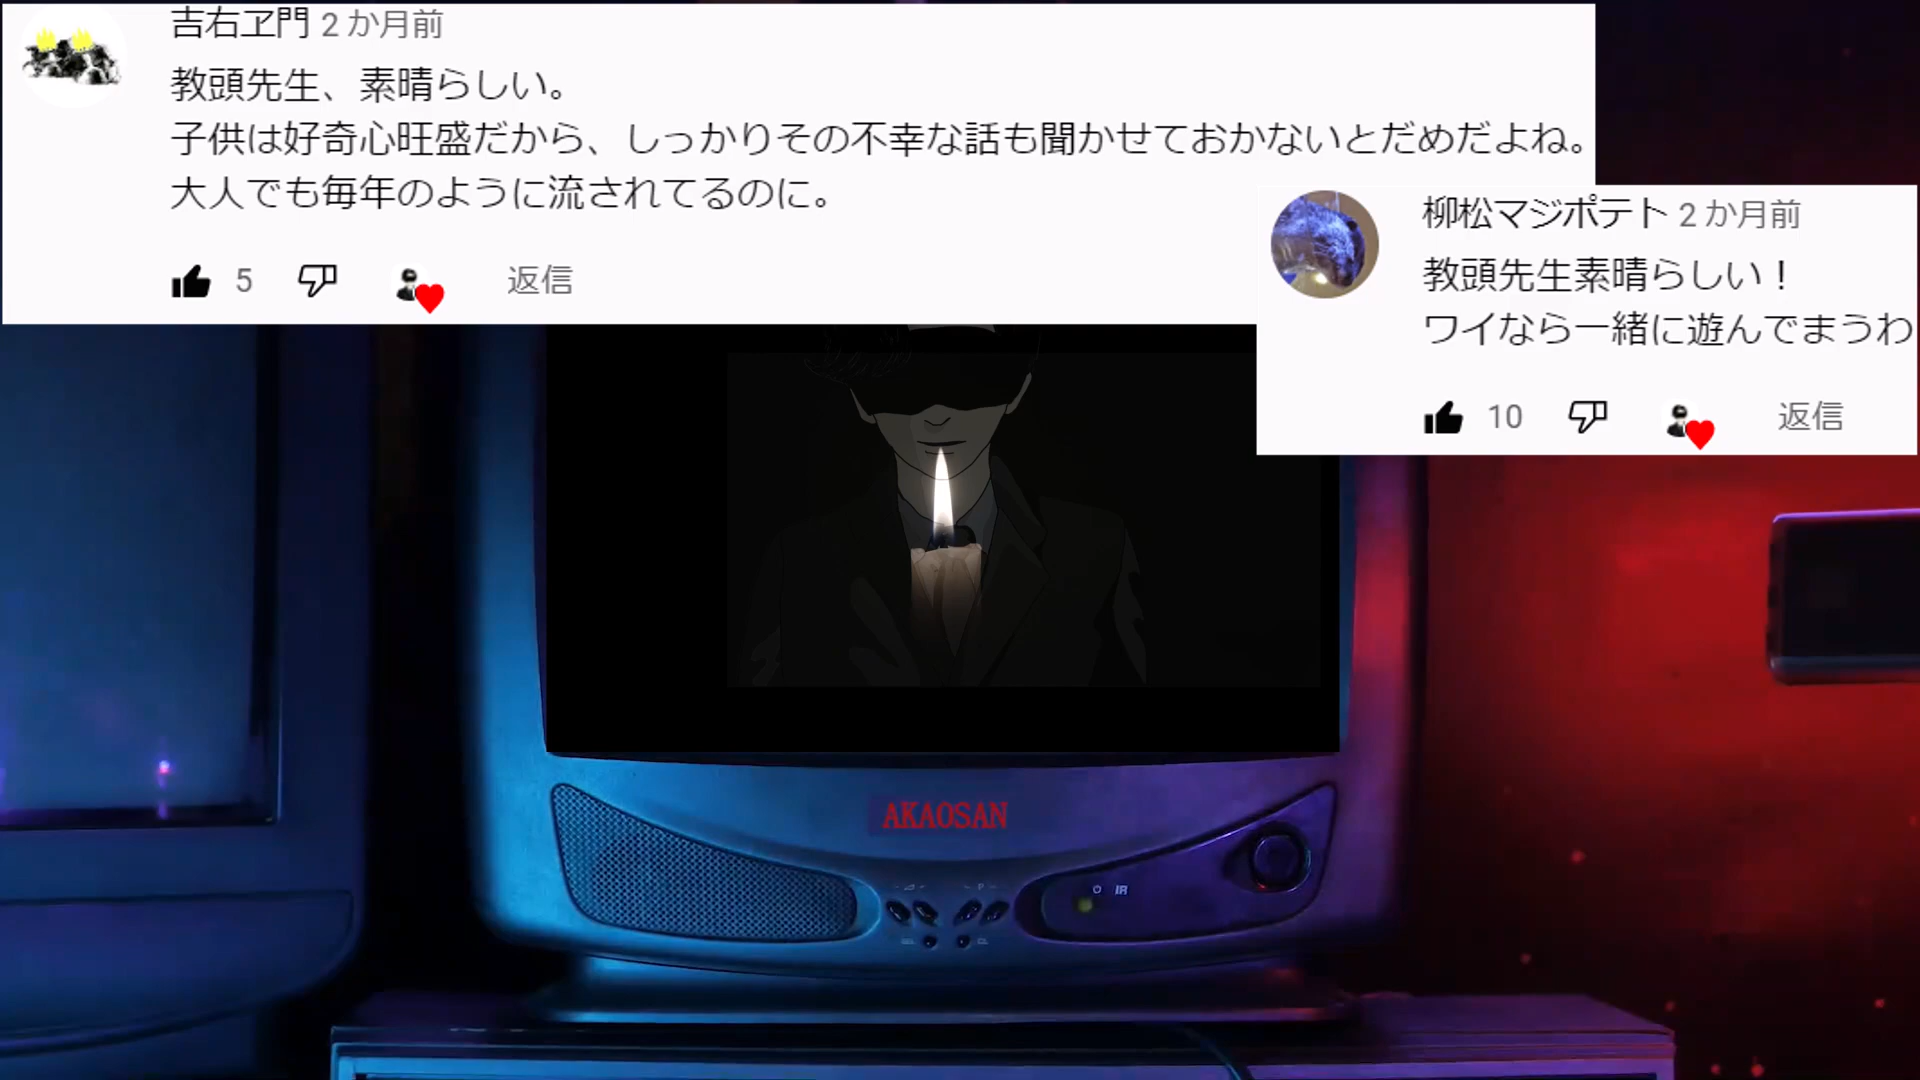 吉右ヱ門 2 か月前
教頭先生、素晴らしい。
子供は好奇心旺盛だから、しっかりその不幸な話も聞かせておかないとだめだよね。
大人でも毎年のように流されてるのに。
5 返信
柳松マジポテト 2 か月前
教頭先生素晴らしい！
ワイなら一緒に遊んでまうわ
10 返信
AKAOSAN
P
IR